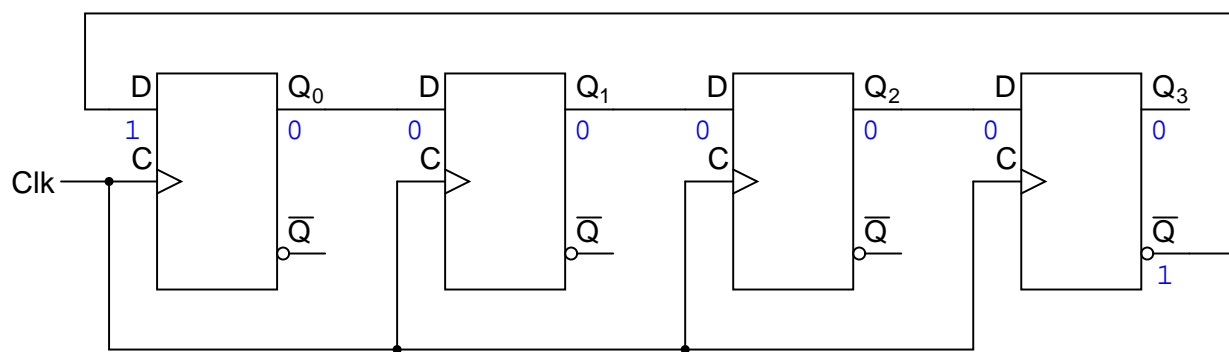 D Q₀ D Q₁ D Q₂ D Q₃
1 0 0 0 0 0 0 0
C C C C
Clk
Q̅ Q̅ Q̅ Q̅
1